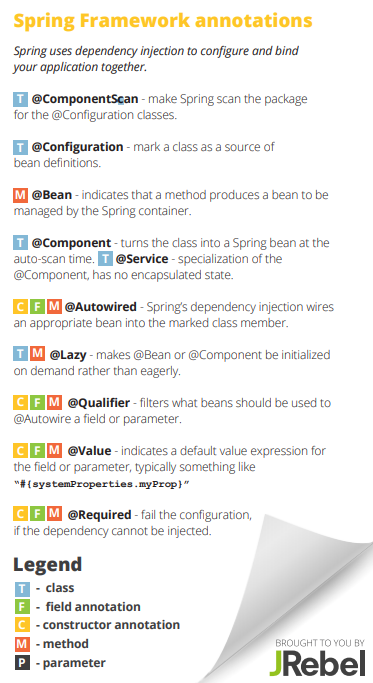 Spring Framework annotations
Spring uses dependency injection to configure and bind
your application together.
T @ComponentScan - make Spring scan the package
for the @Configuration classes.
T @Configuration - mark a class as a source of
bean definitions.
M @Bean - indicates that a method produces a bean to be
managed by the Spring container.
T @Component - turns the class into a Spring bean at the
auto-scan time. T @Service - specialization of the
@Component, has no encapsulated state.
C F M @Autowired - Spring’s dependency injection wires
an appropriate bean into the marked class member.
T M @Lazy - makes @Bean or @Component be initialized
on demand rather than eagerly.
C F M @Qualifier - filters what beans should be used to
@Autowire a field or parameter.
C F M @Value - indicates a default value expression for
the field or parameter, typically something like
“#{systemProperties.myProp}”
C F M @Required - fail the configuration,
if the dependency cannot be injected.
Legend
T - class
F - field annotation
C - constructor annotation
M - method
P - parameter
BROUGHT TO YOU BY
JRebel